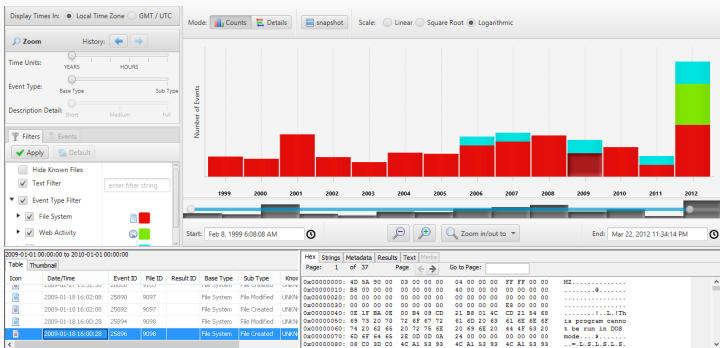 Display Times In: Local Time Zone GMT / UTC
Mode: Counts Details snapshot Scale: Linear Square Root Logarithmic
Zoom History:
Time Units:
YEARS HOURS
Event Type:
Base Type Sub Type
Description Detail:
Short Medium Full
Filters Events
Apply Default
Hide Known Files
Text Filter enter filter string
Event Type Filter
File System
Web Activity
Number of Events
1999 2000 2001 2002 2003 2004 2005 2006 2007 2008 2009 2010 2011 2012
Start: Feb 8, 1999 6:08:08 AM Zoom in/out to End: Mar 22, 2012 11:34:14 PM
2009-01-01 00:00:00 to 2010-01-01 00:00:00
Table Thumbnail
Icon Date/Time Event ID File ID Result ID Base Type Sub Type Know
2009-01-18 16:02:08 25890 9097 File System File Modified UNKN
2009-01-18 16:02:08 25892 9097 File System File Created UNKN
2009-01-18 16:00:28 25894 9098 File System File Modified UNKN
2009-01-18 16:00:28 25896 9098 File System File Created UNKN
Hex Strings Metadata Results Text Media
Page: 1 of 37 Page Go to Page:
0x00000000: 4D 5A 90 00 03 00 00 00 04 00 00 00 FF FF 00 00 MZ..............
0x00000010: B8 00 00 00 00 00 00 00 40 00 00 00 00 00 00 00 ........@.......
0x00000020: 00 00 00 00 00 00 00 00 00 00 00 00 00 00 00 00 ................
0x00000030: 00 00 00 00 00 00 00 00 00 00 00 00 E8 00 00 00 ................
0x00000040: 0E 1F BA 0E 00 B4 09 CD 21 B8 01 4C CD 21 54 68 ........!..L.!Th
0x00000050: 69 73 20 70 72 6F 67 72 61 6D 20 63 61 6E 6E 6F is program canno
0x00000060: 74 20 62 65 20 72 75 6E 20 69 6E 20 44 4F 53 20 t be run in DOS
0x00000070: 6D 6F 64 65 2E 0D 0D 0A 24 00 00 00 00 00 00 00 mode....$.......